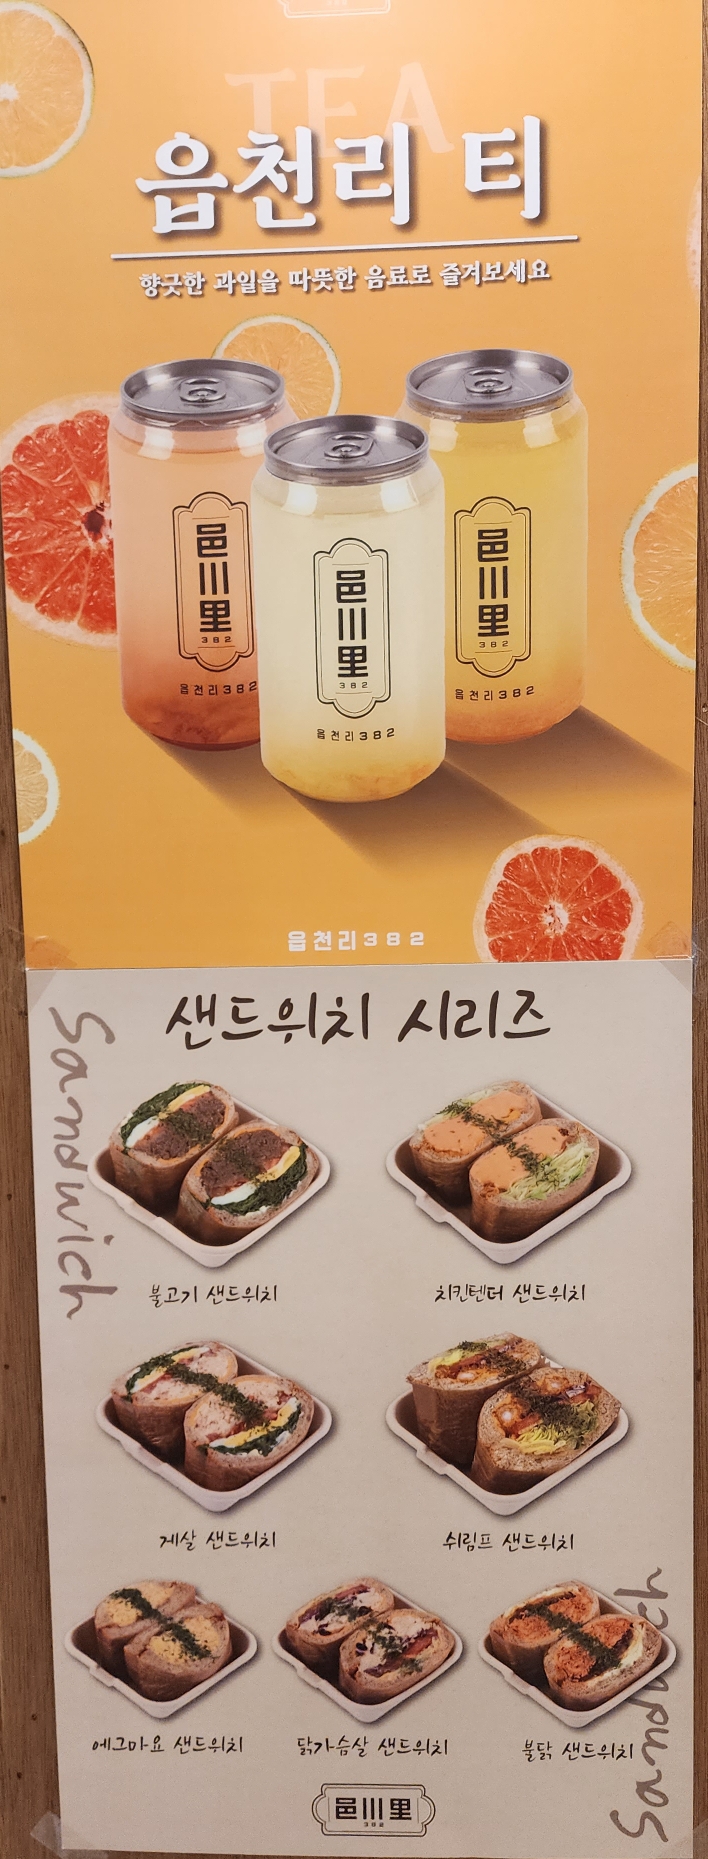 TEA
읍천리 티
향긋한 과일을 따뜻한 음료로 즐겨보세요
邑川里
382
읍천리382
邑川里
382
읍천리382
邑川里
382
읍천리382
읍천리382
샌드위치 시리즈
Sandwich
불고기 샌드위치
치킨텐더 샌드위치
게살 샌드위치
쉬림프 샌드위치
에그마요 샌드위치
닭가슴살 샌드위치
불닭 샌드위치
Sandwich
邑川里
382